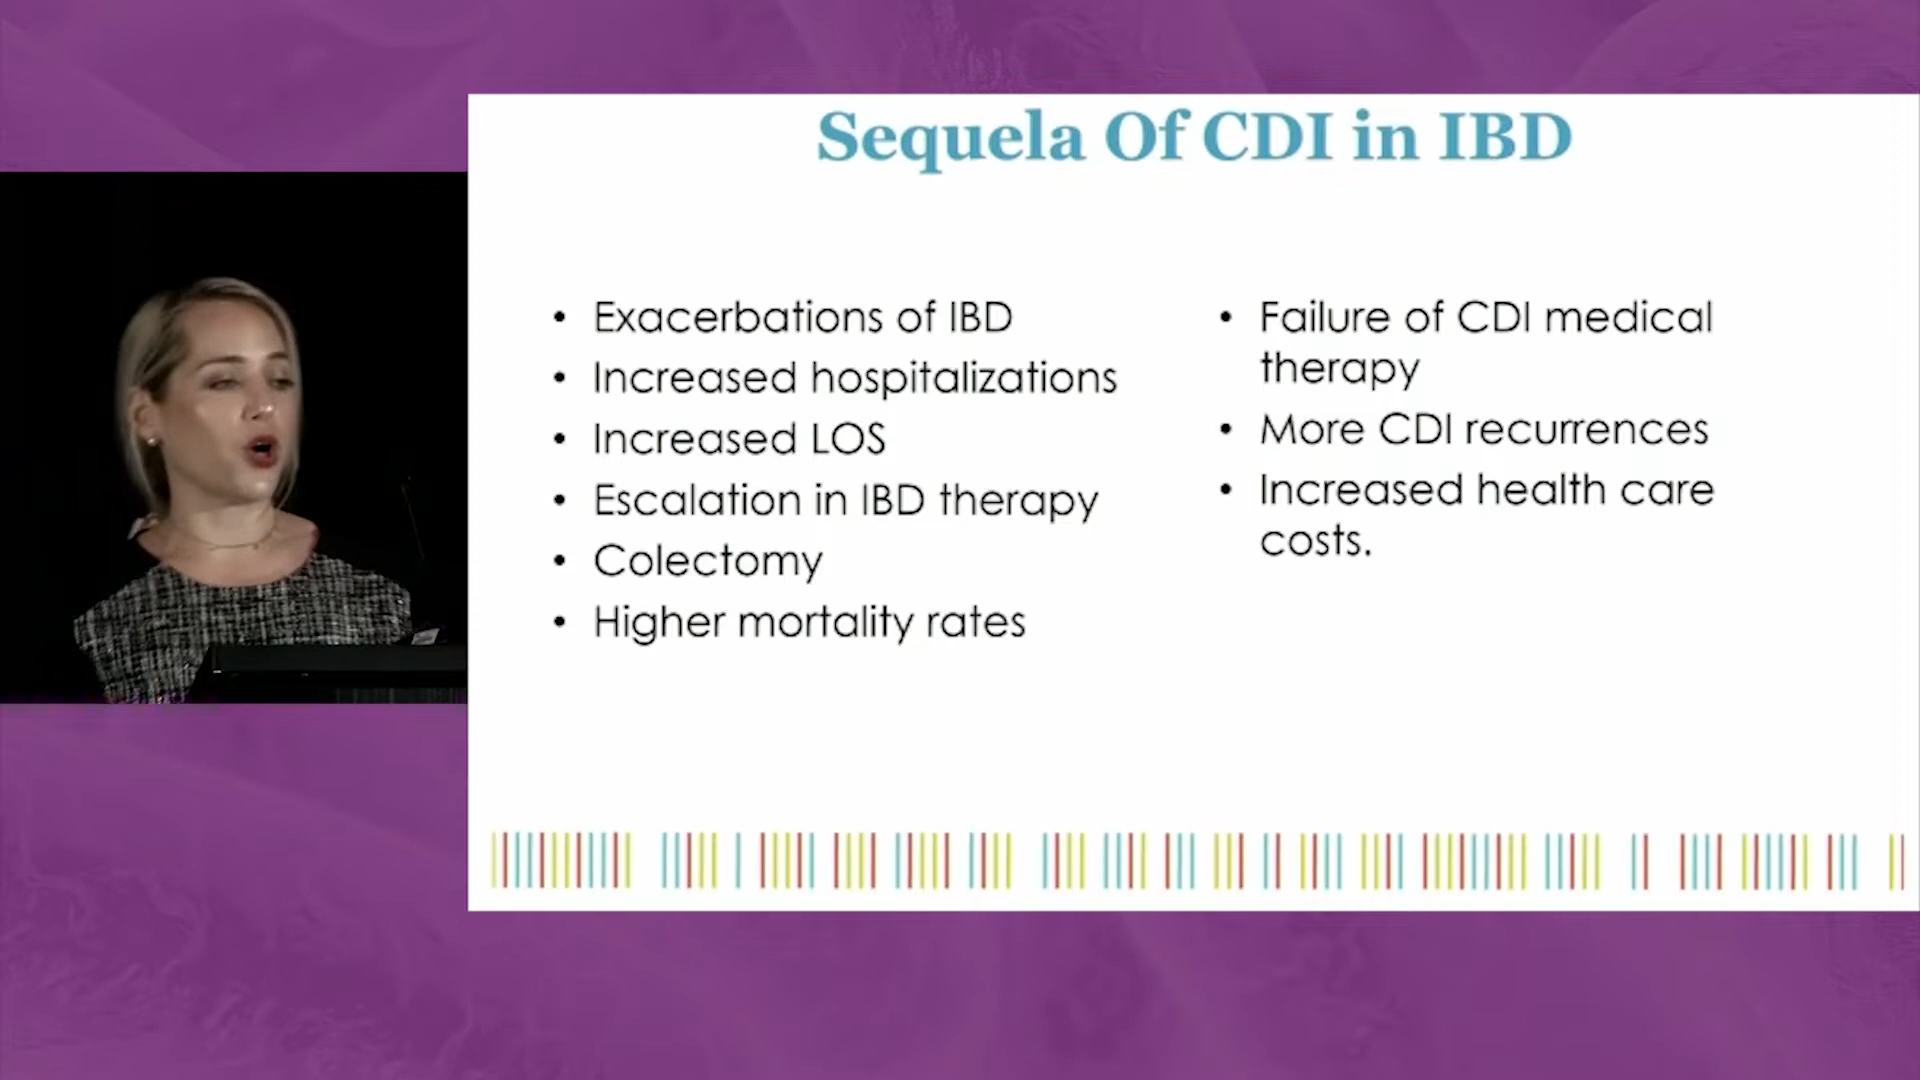 Sequela Of CDI in IBD
• Exacerbations of IBD
• Increased hospitalizations
• Increased LOS
• Escalation in IBD therapy
• Colectomy
• Higher mortality rates
• Failure of CDI medical
therapy
• More CDI recurrences
• Increased health care
costs.